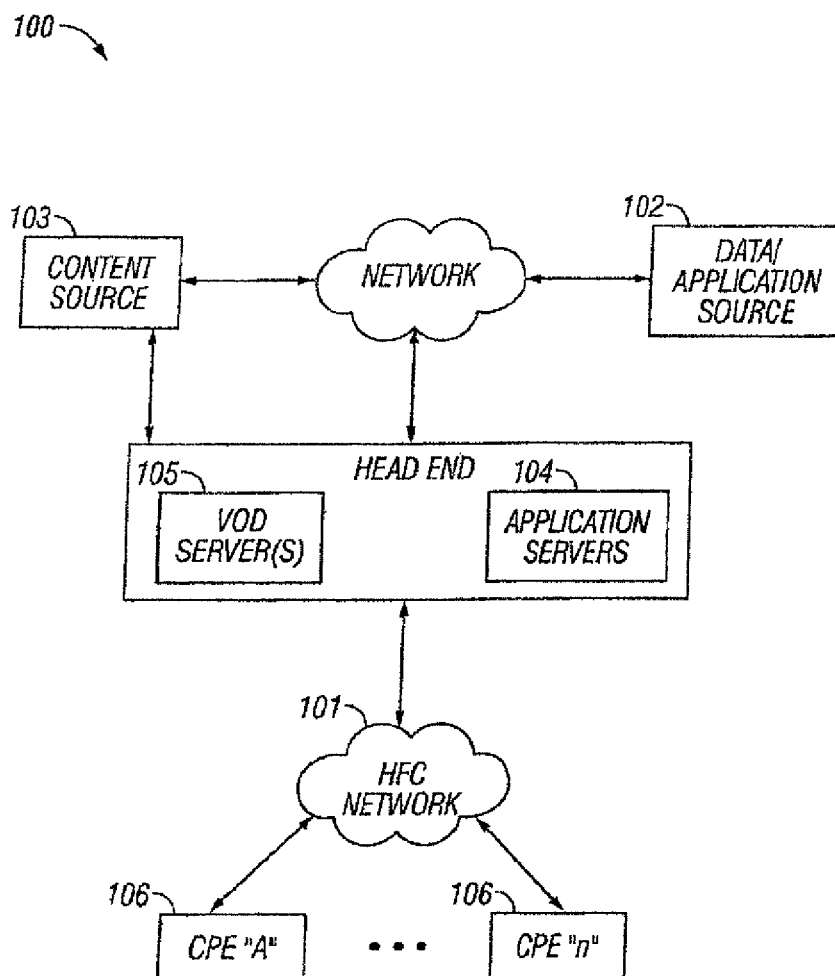 100
103
CONTENT
SOURCE
NETWORK
102
DATA/
APPLICATION
SOURCE
HEAD END
105
VOD
SERVER(S)
104
APPLICATION
SERVERS
101
HFC
NETWORK
106
CPE "A"
• • •
106
CPE "n"